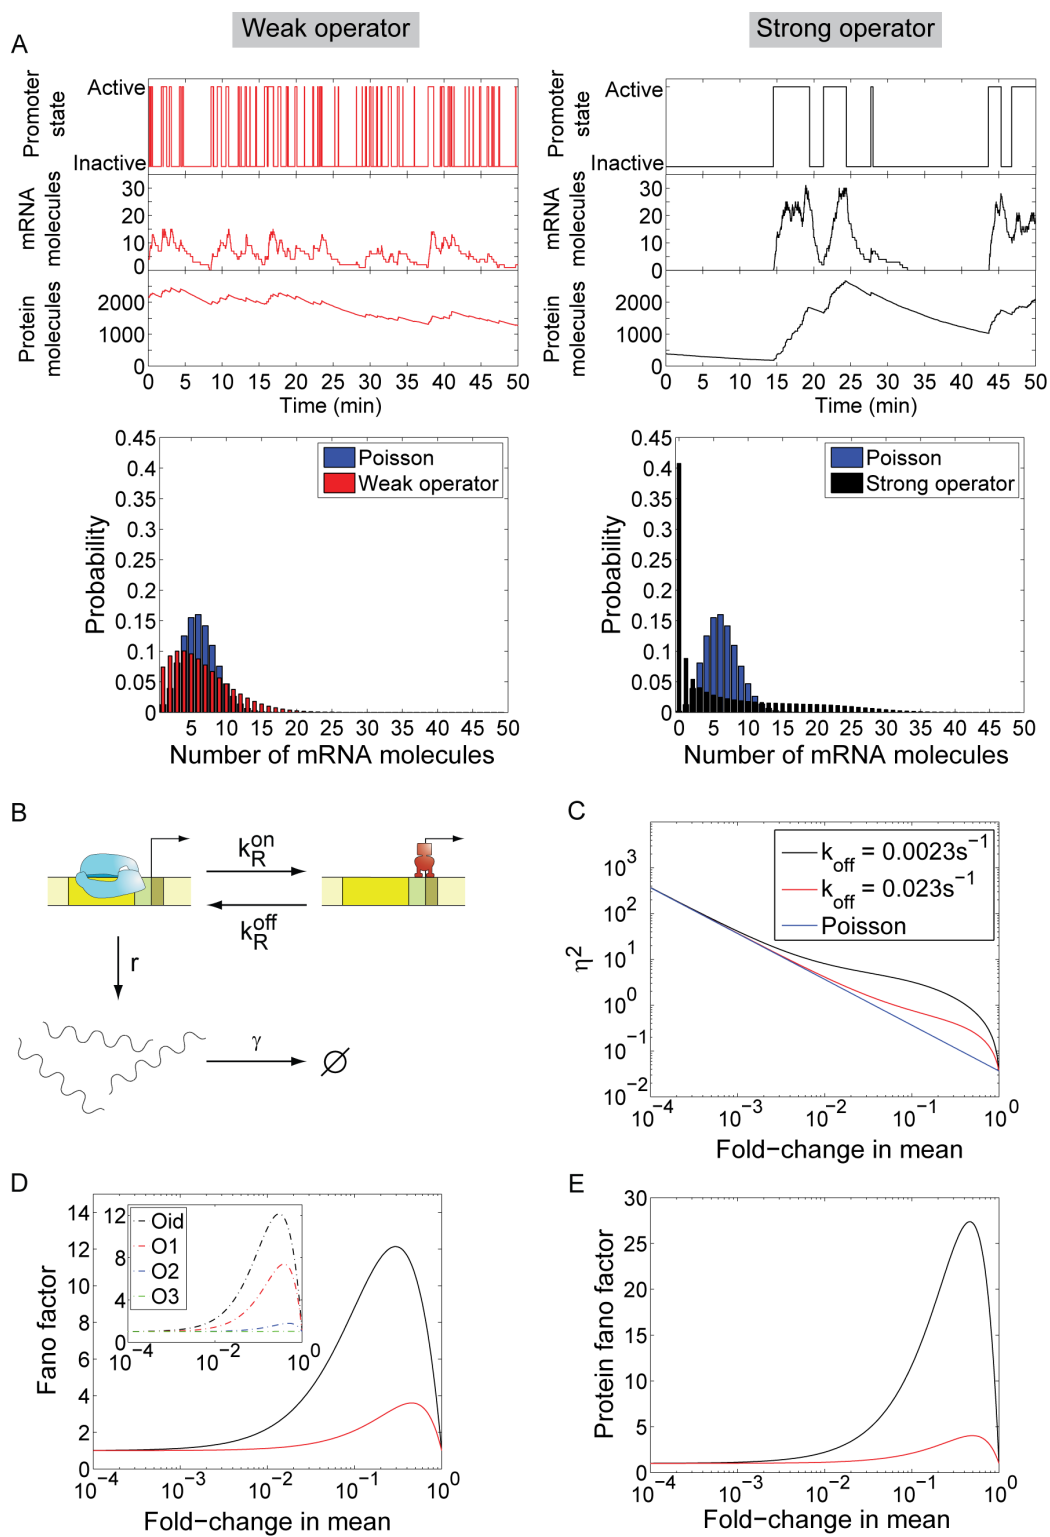 Weak operator
Strong operator
A
Promoter state
Active
Inactive
mRNA molecules
30
20
10
0
Protein molecules
2000
1000
0
0 5 10 15 20 25 30 35 40 45 50
Time (min)
Promoter state
Active
Inactive
mRNA molecules
30
20
10
0
Protein molecules
2000
1000
0
0 5 10 15 20 25 30 35 40 45 50
Time (min)
Probability
0.45
0.4
0.35
0.3
0.25
0.2
0.15
0.1
0.05
0
Poisson
Weak operator
5 10 15 20 25 30 35 40 45 50
Number of mRNA molecules
Probability
0.45
0.4
0.35
0.3
0.25
0.2
0.15
0.1
0.05
0
Poisson
Strong operator
0 5 10 15 20 25 30 35 40 45 50
Number of mRNA molecules
B
k_R^on
k_R^off
r
γ
∅
C
η²
10³
10²
10¹
10⁰
10⁻¹
10⁻²
k_off = 0.0023s⁻¹
k_off = 0.023s⁻¹
Poisson
10⁻⁴ 10⁻³ 10⁻² 10⁻¹ 10⁰
Fold−change in mean
D
Fano factor
14
12
10
8
6
4
2
0
12
8
4
0
Oid
O1
O2
O3
10⁻⁴ 10⁻² 10⁰
10⁻⁴ 10⁻³ 10⁻² 10⁻¹ 10⁰
Fold−change in mean
E
Protein fano factor
30
25
20
15
10
5
0
10⁻⁴ 10⁻³ 10⁻² 10⁻¹ 10⁰
Fold−change in mean